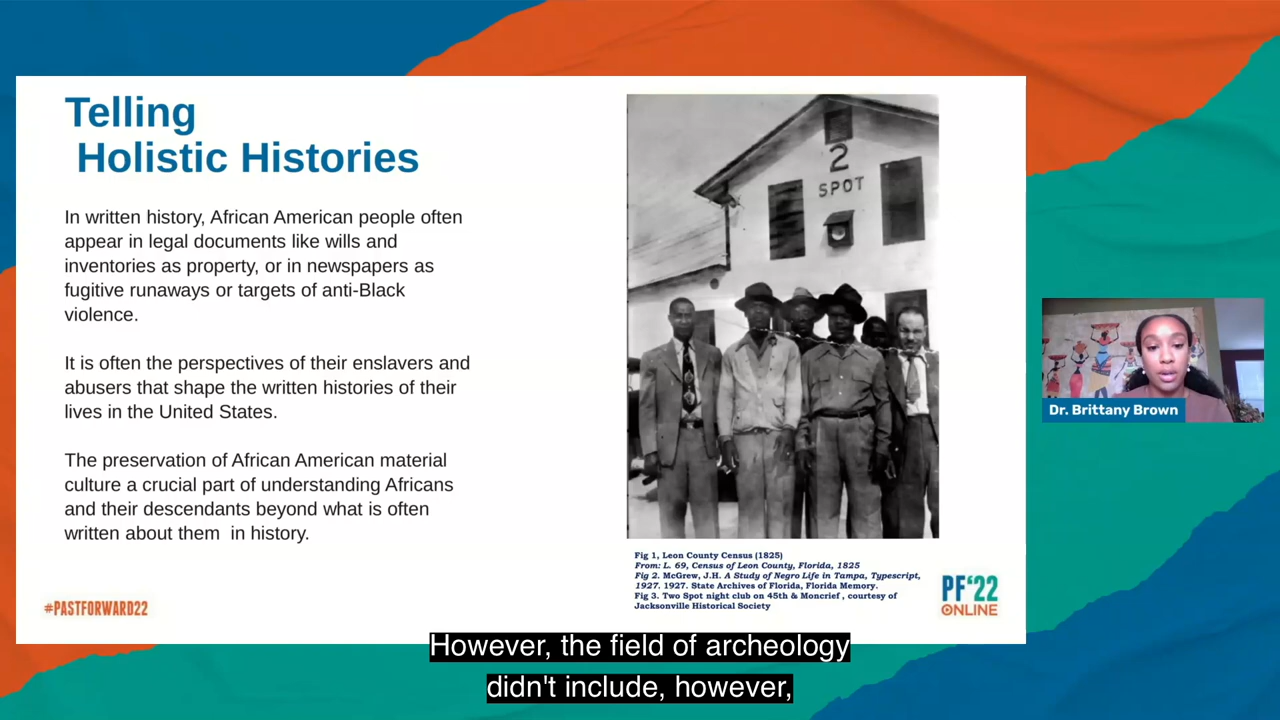 Telling
Holistic Histories
In written history, African American people often
appear in legal documents like wills and
inventories as property, or in newspapers as
fugitive runaways or targets of anti-Black
violence.
It is often the perspectives of their enslavers and
abusers that shape the written histories of their
lives in the United States.
The preservation of African American material
culture a crucial part of understanding Africans
and their descendants beyond what is often
written about them in history.
#PASTFORWARD22
2
SPOT
Fig 1, Leon County Census (1825)
From: L. 69, Census of Leon County, Florida, 1825
Fig 2. McGrew, J.H. A Study of Negro Life in Tampa, Typescript,
1927. 1927. State Archives of Florida, Florida Memory.
Fig 3. Two Spot night club on 45th & Moncrief , courtesy of
Jacksonville Historical Society
PF‘22
ONLINE
Dr. Brittany Brown
However, the field of archeology
didn't include, however,